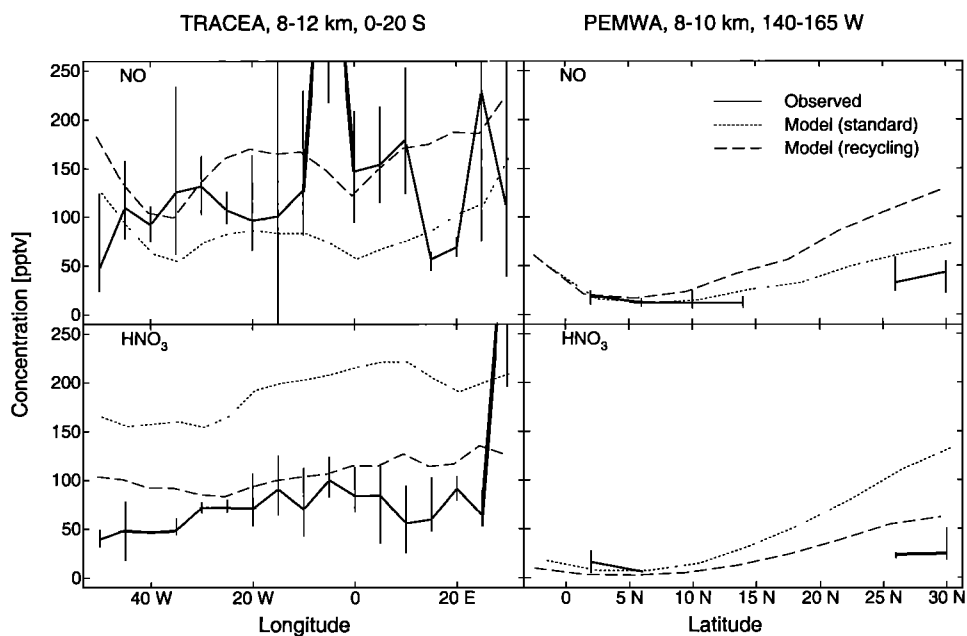 TRACEA, 8-12 km, 0-20 S
PEMWA, 8-10 km, 140-165 W
250
200
150
100
50
0
NO
NO
Observed
Model (standard)
Model (recycling)
Concentration [pptv]
250
200
150
100
50
0
HNO₃
HNO₃
40 W 20 W 0 20 E
0 5 N 10 N 15 N 20 N 25 N 30 N
Longitude
Latitude